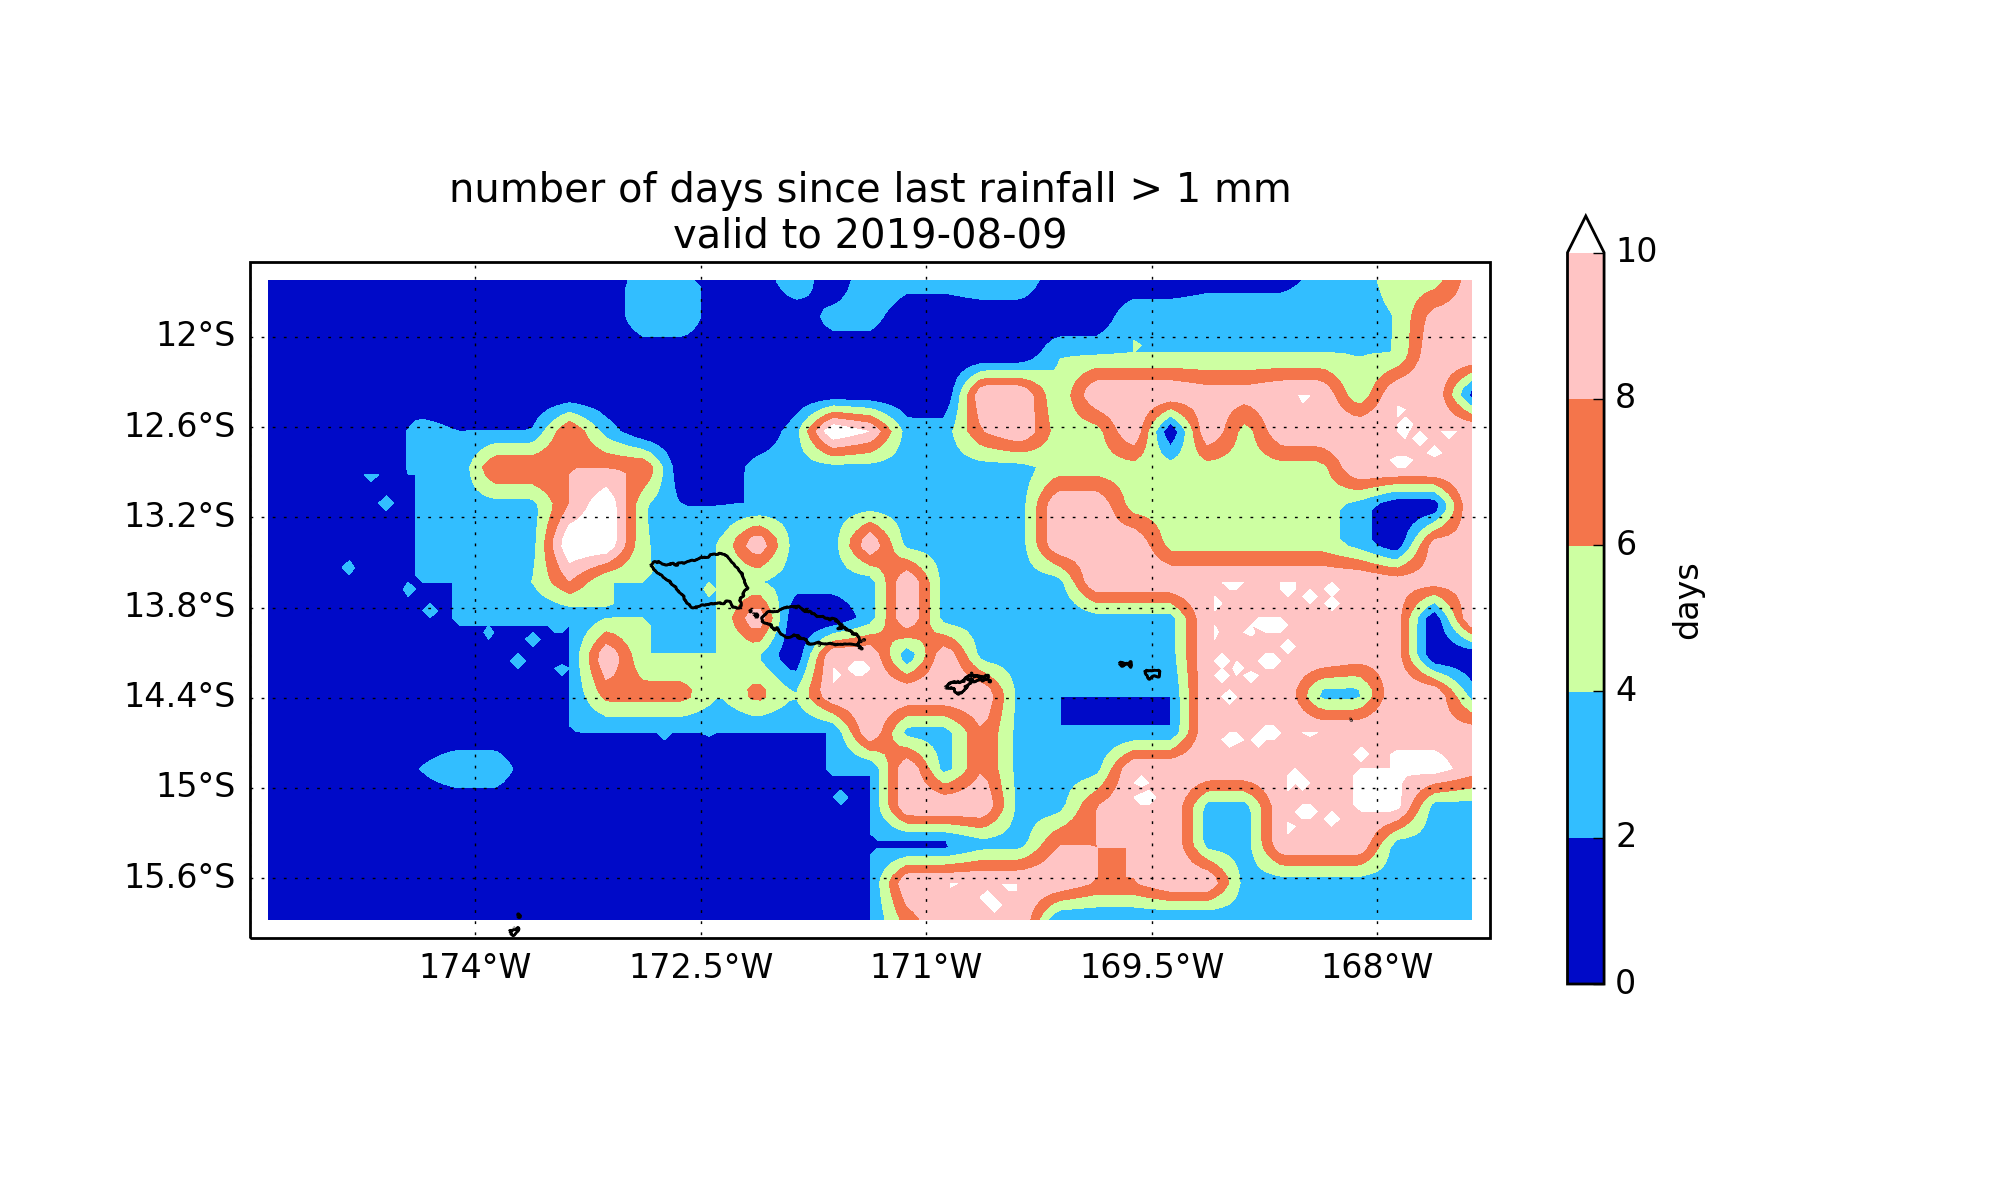 number of days since last rainfall > 1 mm
valid to 2019-08-09
12°S
12.6°S
13.2°S
13.8°S
14.4°S
15°S
15.6°S
174°W
172.5°W
171°W
169.5°W
168°W
10
8
6
4
2
0
days